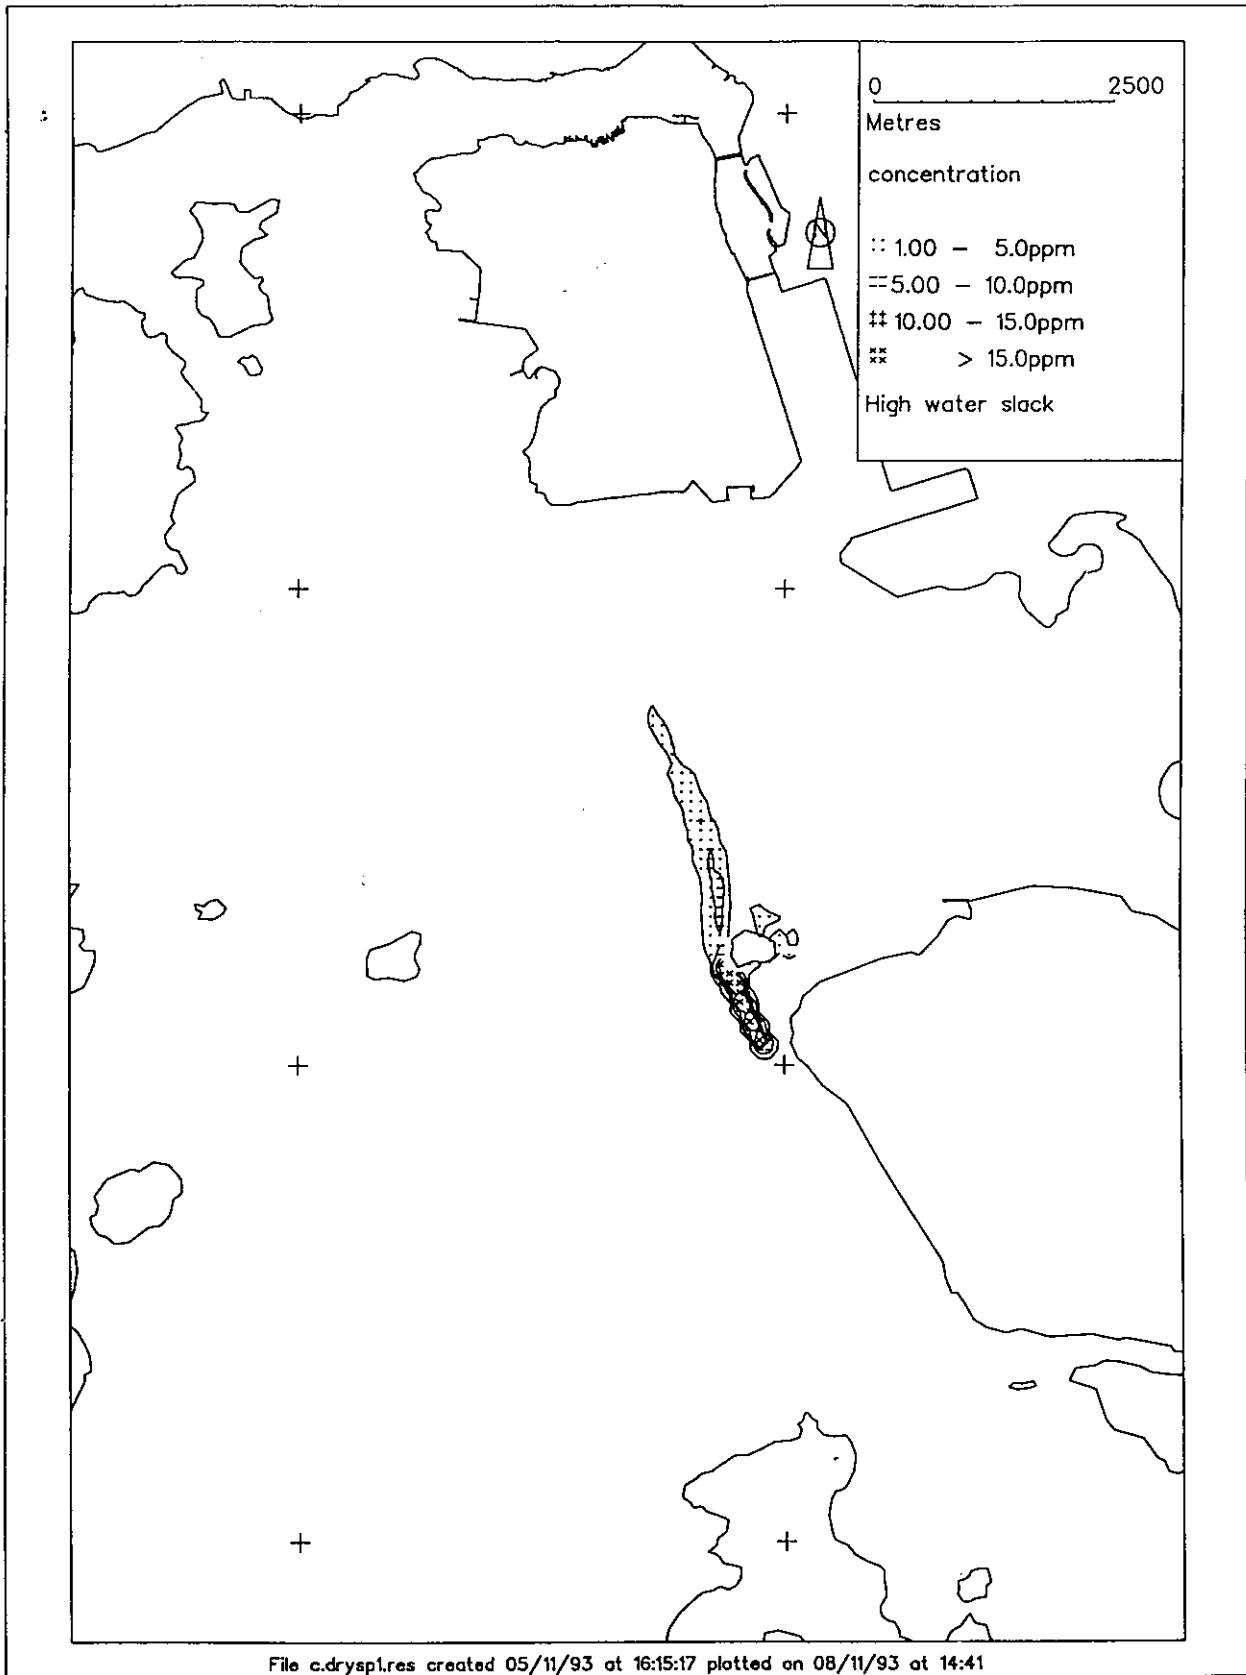 0 2500
Metres
concentration
1.00 - 5.0ppm
5.00 - 10.0ppm
10.00 - 15.0ppm
> 15.0ppm
High water slack
File c.drysp1.res created 05/11/93 at 16:15:17 plotted on 08/11/93 at 14:41